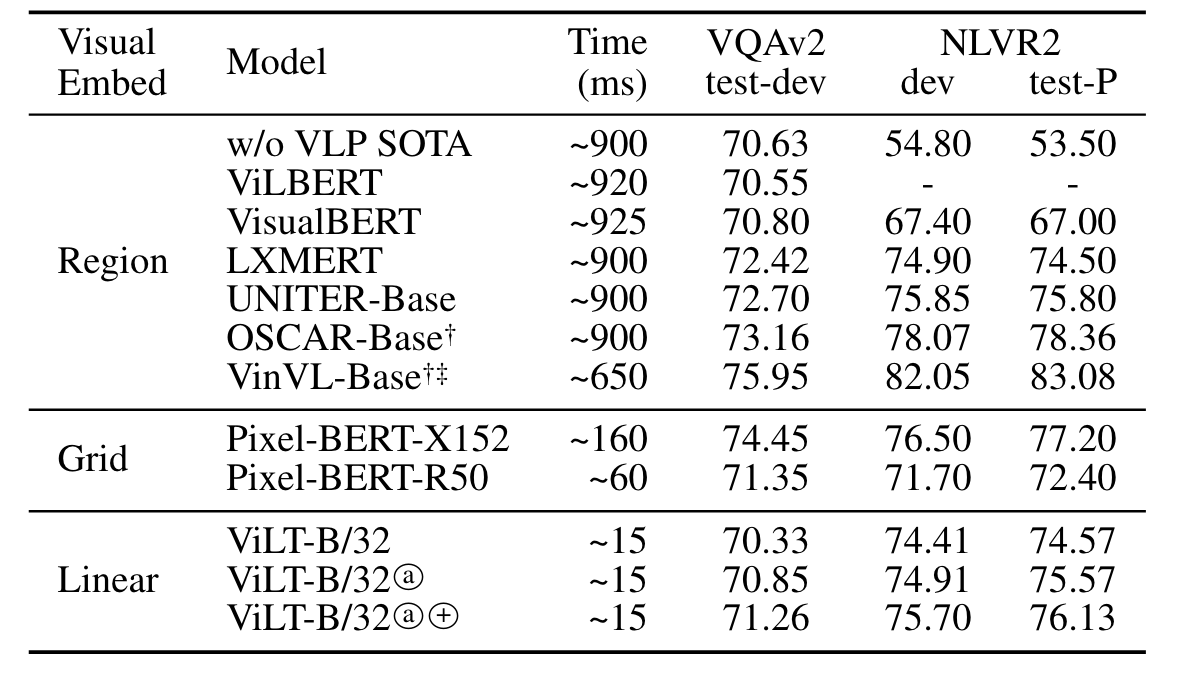 Visual Embed Model Time (ms) VQAv2 test-dev NLVR2 dev test-P
Region
w/o VLP SOTA ~900 70.63 54.80 53.50
ViLBERT ~920 70.55 - -
VisualBERT ~925 70.80 67.40 67.00
LXMERT ~900 72.42 74.90 74.50
UNITER-Base ~900 72.70 75.85 75.80
OSCAR-Base† ~900 73.16 78.07 78.36
VinVL-Base†‡ ~650 75.95 82.05 83.08
Grid
Pixel-BERT-X152 ~160 74.45 76.50 77.20
Pixel-BERT-R50 ~60 71.35 71.70 72.40
Linear
ViLT-B/32 ~15 70.33 74.41 74.57
ViLT-B/32ⓐ ~15 70.85 74.91 75.57
ViLT-B/32ⓐ⊕ ~15 71.26 75.70 76.13